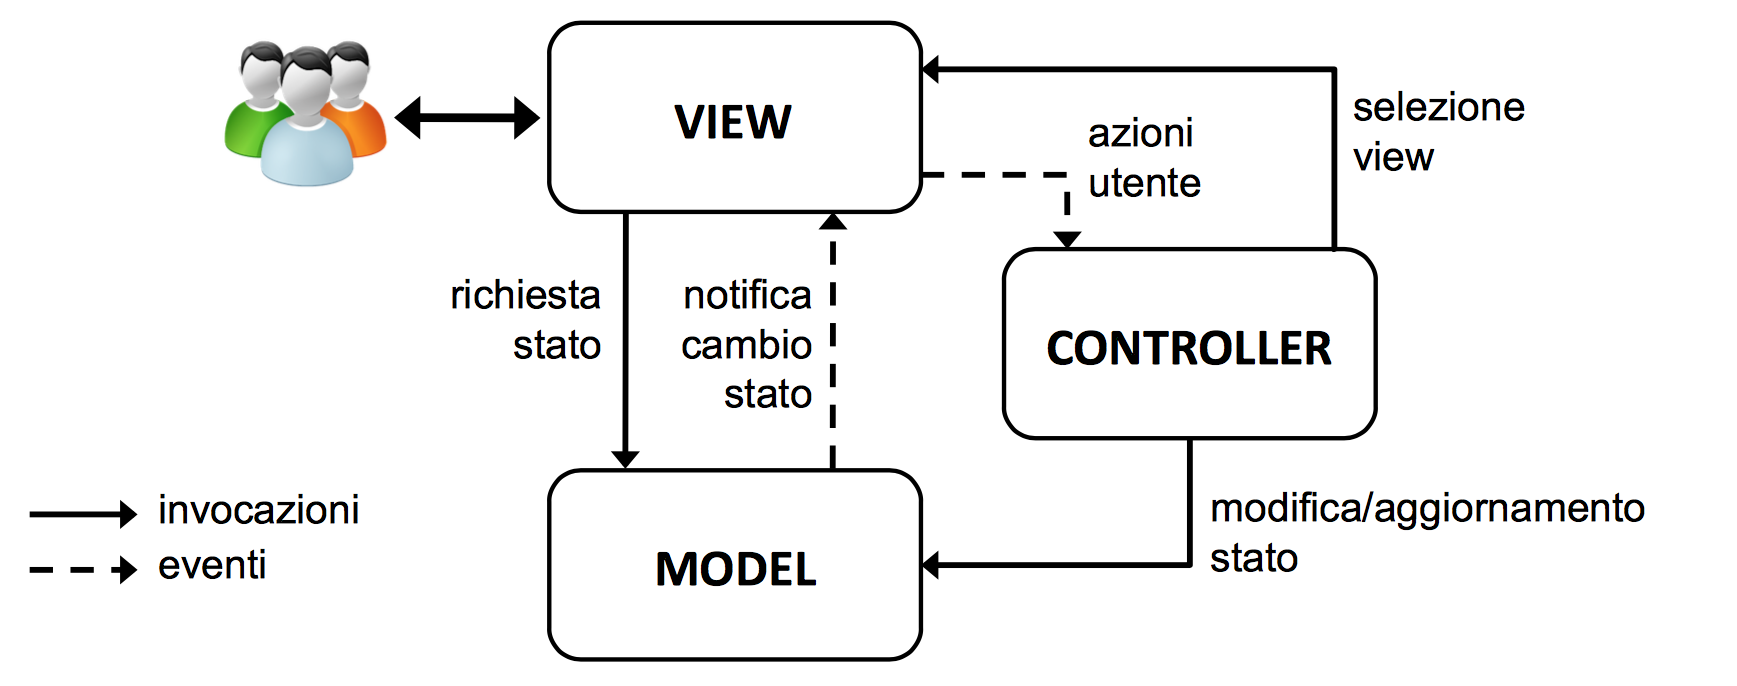 VIEW
selezione
view
azioni
utente
richiesta
stato
notifica
cambio
stato
CONTROLLER
invocazioni
eventi
MODEL
modifica/aggiornamento
stato